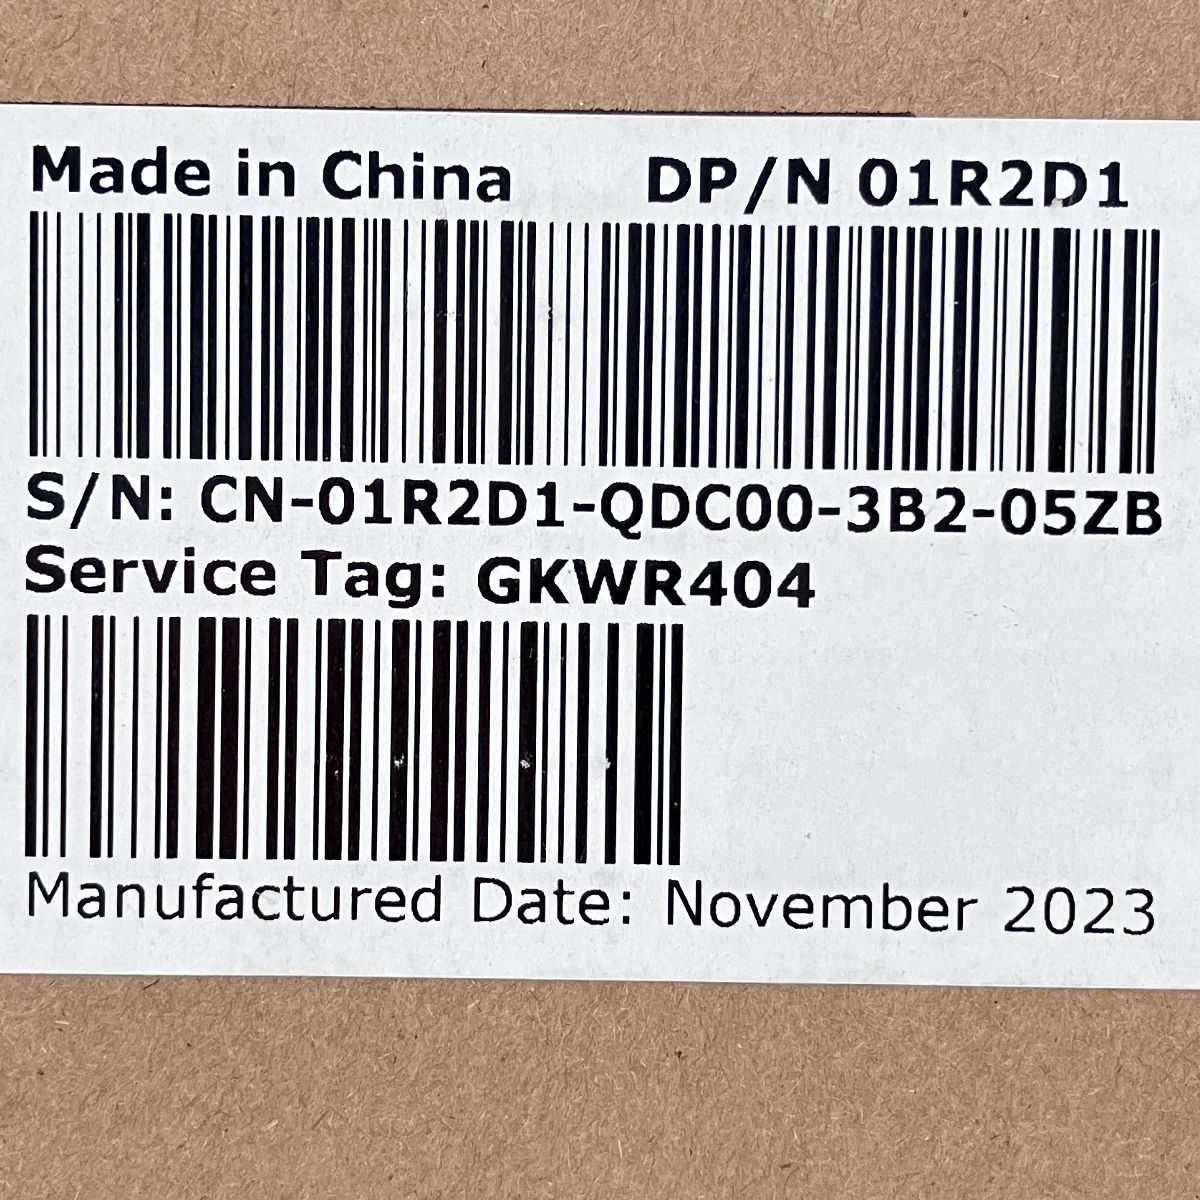 Made in China DP/N 01R2D1
S/N: CN-01R2D1-QDC00-3B2-05ZB
Service Tag: GKWR404
Manufactured Date: November 2023